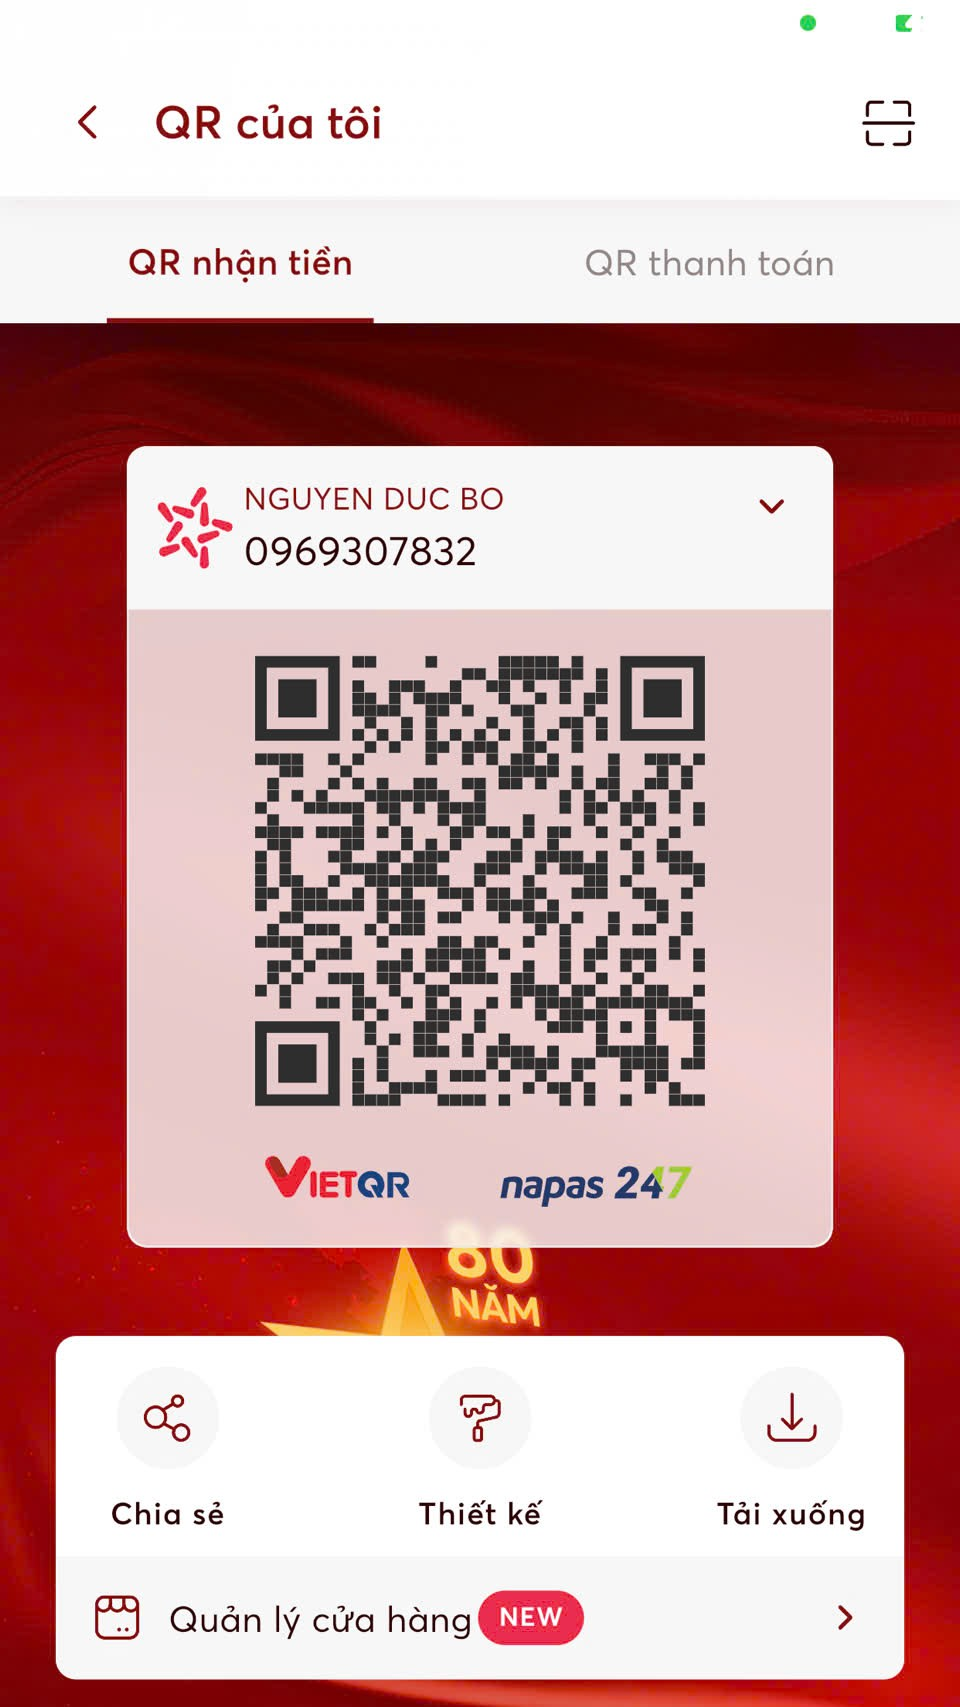 QR của tôi
QR nhận tiền
QR thanh toán
NGUYEN DUC BO
0969307832
VIETQR
napas 247
80
NĂM
Chia sẻ
Thiết kế
Tải xuống
Quản lý cửa hàng
NEW